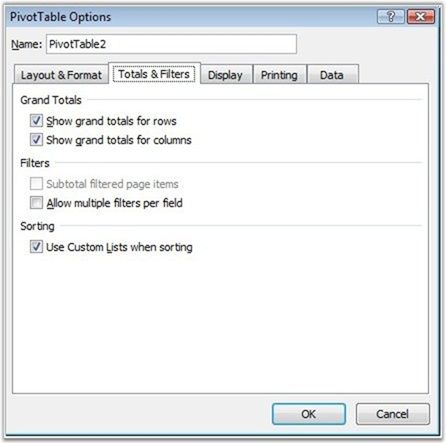 PivotTable Options
Name: PivotTable2
Layout & Format Totals & Filters Display Printing Data
Grand Totals
Show grand totals for rows
Show grand totals for columns
Filters
Subtotal filtered page items
Allow multiple filters per field
Sorting
Use Custom Lists when sorting
OK Cancel